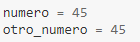 numero = 45
otro_numero = 45